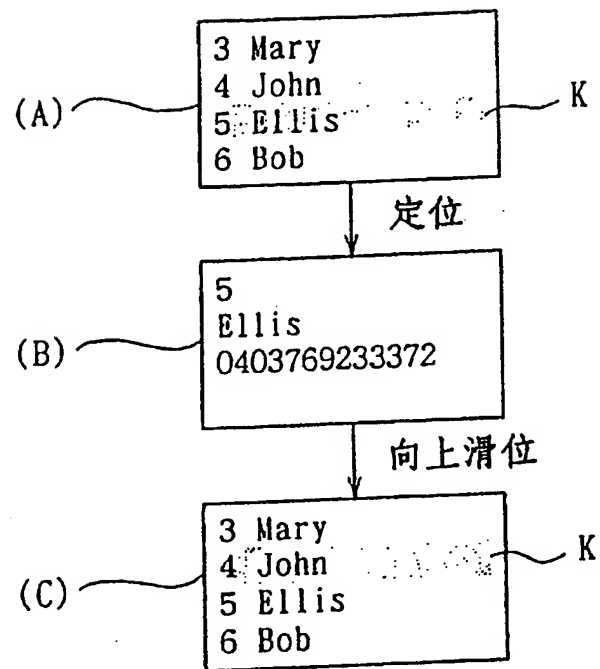 3 Mary
4 John
(A)
5 Ellis
K
6 Bob
定位
5
Ellis
(B)
0403769233372
向上滑位
3 Mary
4 John
K
(C)
5 Ellis
6 Bob